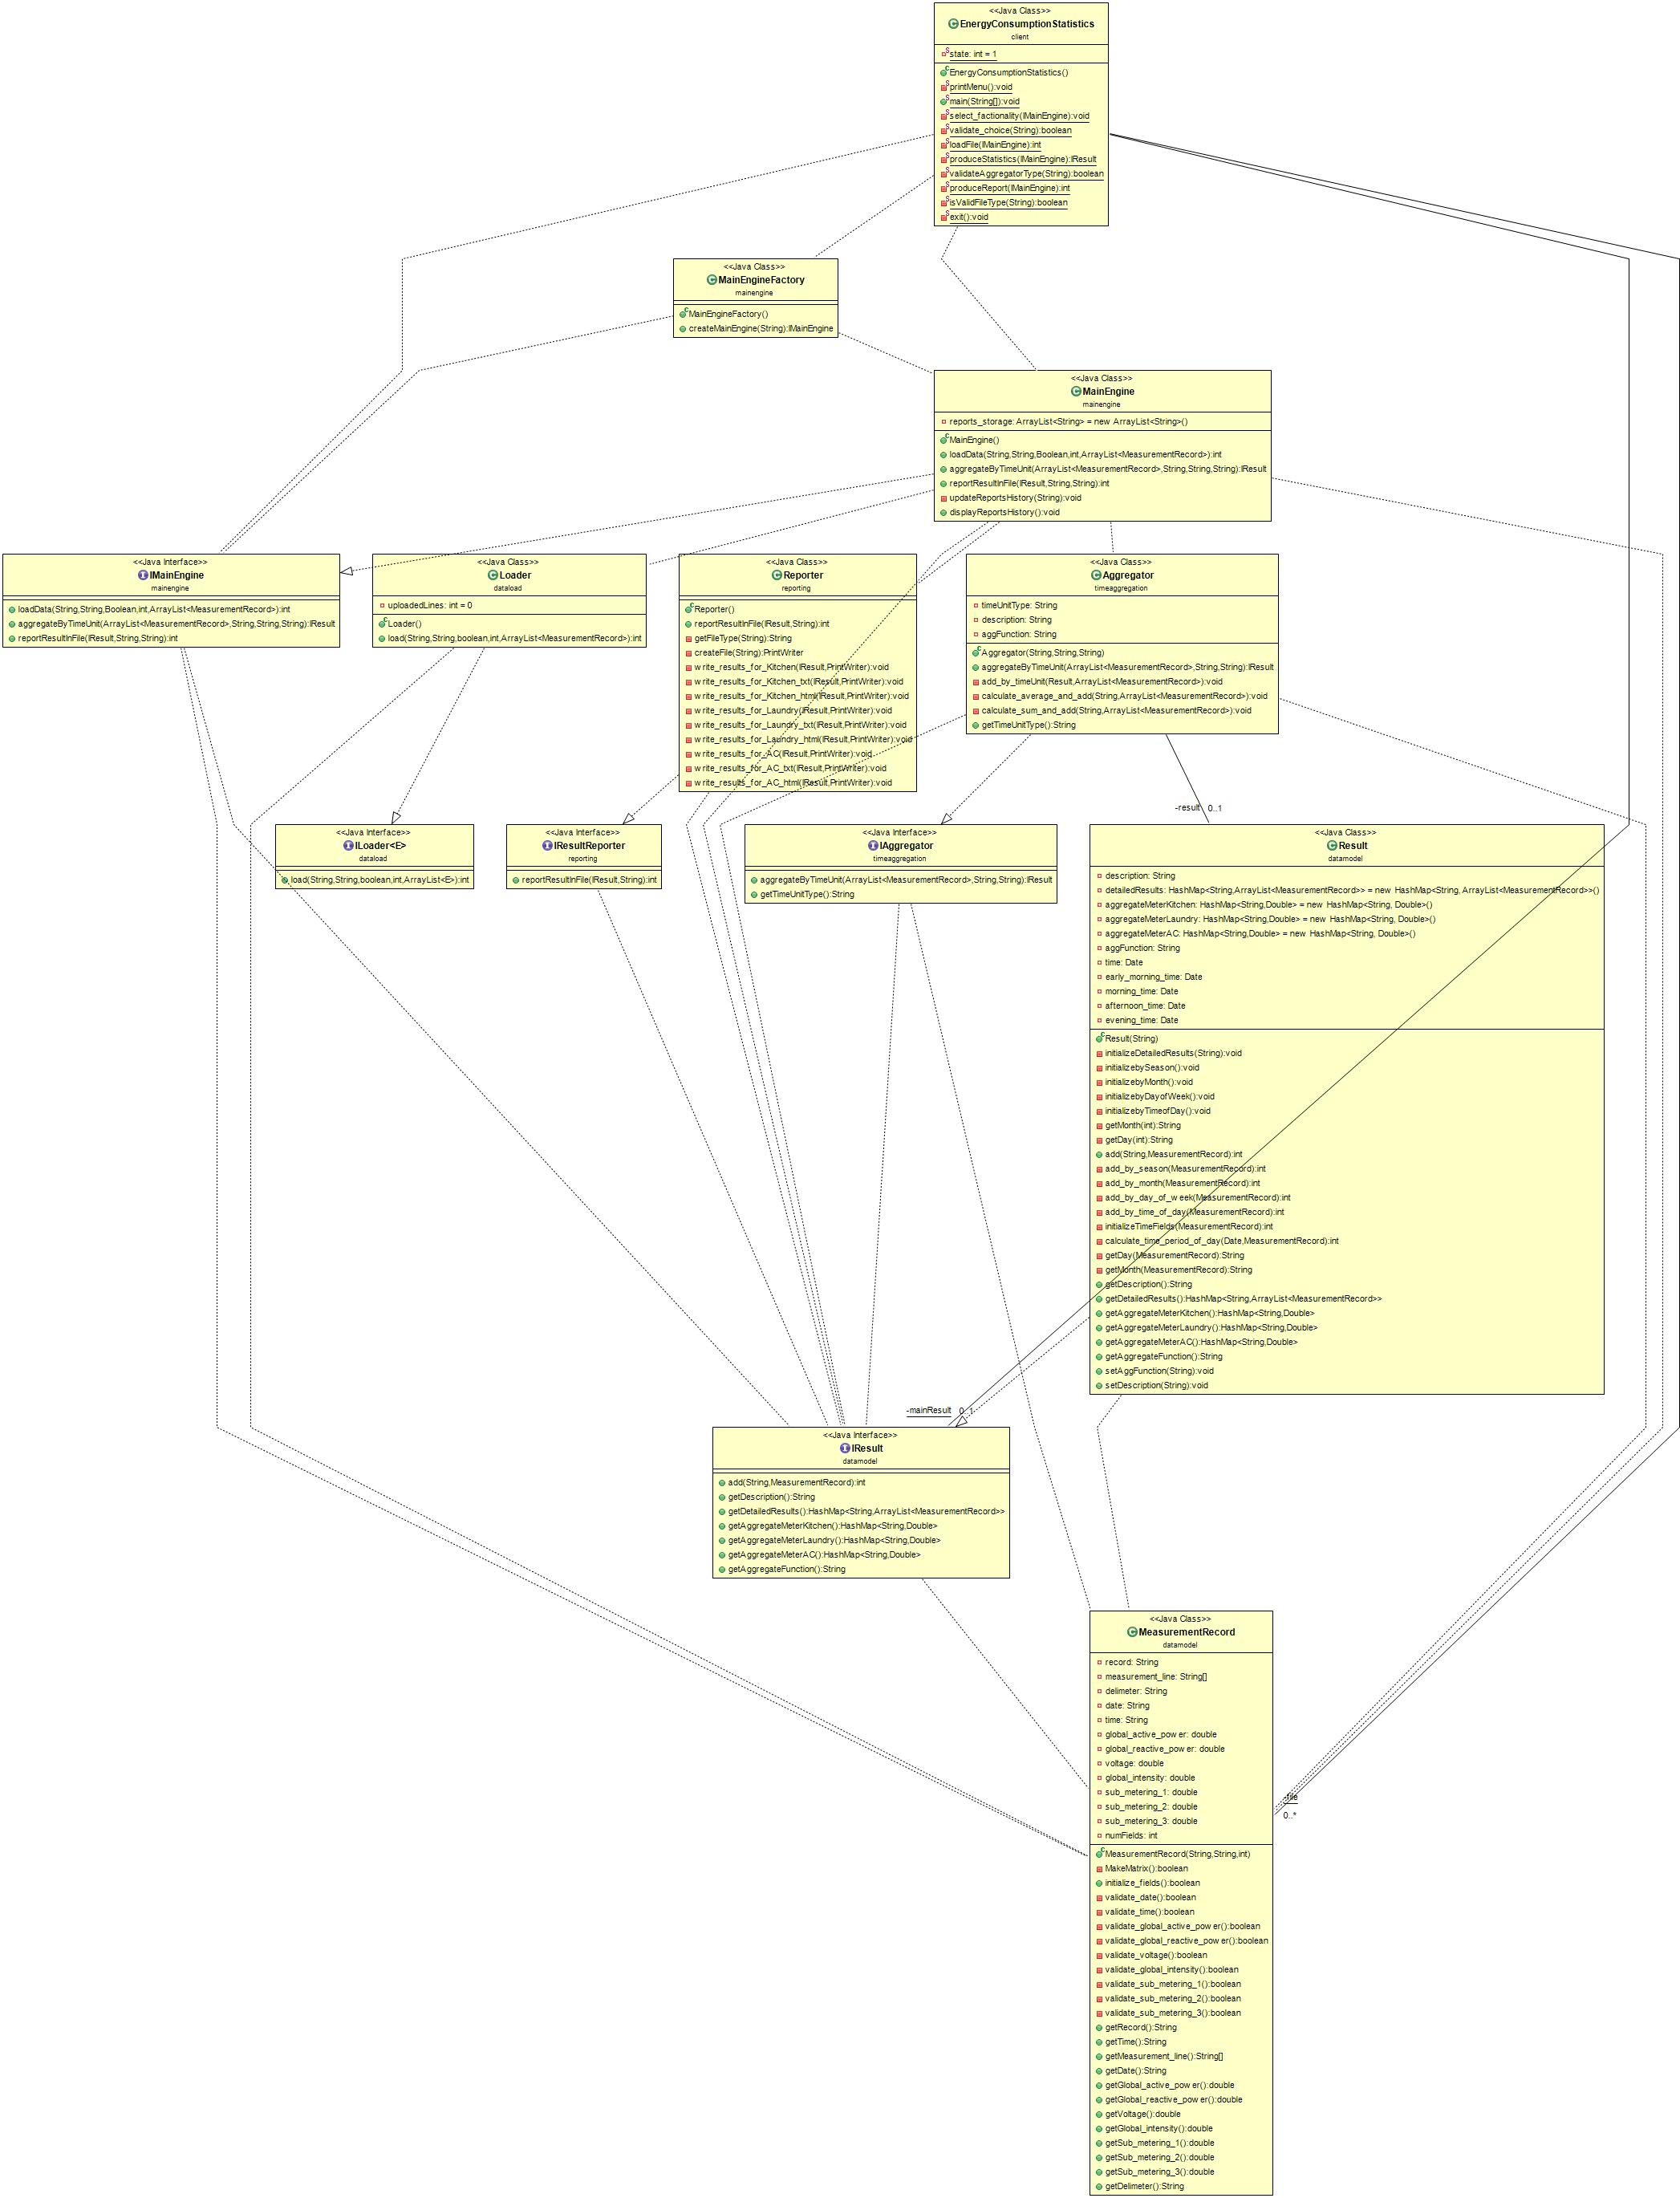 <<Java Class>>
EnergyConsumptionStatistics
client
state: int = 1
EnergyConsumptionStatistics()
printMenu():void
main(String[]):void
select_factionality(IMainEngine):void
validate_choice(String):boolean
loadFile(IMainEngine):int
produceStatistics(IMainEngine):IResult
validateAggregatorType(String):boolean
produceReport(IMainEngine):int
isValidFileType(String):boolean
exit():void
<<Java Class>>
MainEngineFactory
mainengine
MainEngineFactory()
createMainEngine(String):IMainEngine
<<Java Class>>
MainEngine
mainengine
reports_storage: ArrayList<String> = new ArrayList<String>()
MainEngine()
loadData(String,String,Boolean,int,ArrayList<MeasurementRecord>):int
aggregateByTimeUnit(ArrayList<MeasurementRecord>,String,String,String):IResult
reportResultInFile(IResult,String,String):int
updateReportsHistory(String):void
displayReportsHistory():void
<<Java Interface>>
IMainEngine
mainengine
loadData(String,String,Boolean,int,ArrayList<MeasurementRecord>):int
aggregateByTimeUnit(ArrayList<MeasurementRecord>,String,String,String):IResult
reportResultInFile(IResult,String,String):int
<<Java Class>>
Loader
dataload
uploadedLines: int = 0
Loader()
load(String,String,boolean,int,ArrayList<MeasurementRecord>):int
<<Java Class>>
Reporter
reporting
Reporter()
reportResultInFile(IResult,String):int
getFileType(String):String
createFile(String):PrintWriter
write_results_for_Kitchen(IResult,PrintWriter):void
write_results_for_Kitchen_txt(IResult,PrintWriter):void
write_results_for_Kitchen_html(IResult,PrintWriter):void
write_results_for_Laundry(IResult,PrintWriter):void
write_results_for_Laundry_txt(IResult,PrintWriter):void
write_results_for_Laundry_html(IResult,PrintWriter):void
write_results_for_AC(IResult,PrintWriter):void
write_results_for_AC_txt(IResult,PrintWriter):void
write_results_for_AC_html(IResult,PrintWriter):void
<<Java Class>>
Aggregator
timeaggregation
timeUnitType: String
description: String
aggFunction: String
Aggregator(String,String,String)
aggregateByTimeUnit(ArrayList<MeasurementRecord>,String,String):IResult
add_by_timeUnit(Result,ArrayList<MeasurementRecord>):void
calculate_average_and_add(String,ArrayList<MeasurementRecord>):void
calculate_sum_and_add(String,ArrayList<MeasurementRecord>):void
getTimeUnitType():String
-result 0..1
<<Java Interface>>
ILoader<E>
dataload
load(String,String,boolean,int,ArrayList<E>):int
<<Java Interface>>
IResultReporter
reporting
reportResultInFile(IResult,String):int
<<Java Interface>>
IAggregator
timeaggregation
aggregateByTimeUnit(ArrayList<MeasurementRecord>,String,String):IResult
getTimeUnitType():String
<<Java Class>>
Result
datamodel
description: String
detailedResults: HashMap<String,ArrayList<MeasurementRecord>> = new HashMap<String, ArrayList<MeasurementRecord>>()
aggregateMeterKitchen: HashMap<String,Double> = new HashMap<String, Double>()
aggregateMeterLaundry: HashMap<String,Double> = new HashMap<String, Double>()
aggregateMeterAC: HashMap<String,Double> = new HashMap<String, Double>()
aggFunction: String
time: Date
early_morning_time: Date
morning_time: Date
afternoon_time: Date
evening_time: Date
Result(String)
initializeDetailedResults(String):void
initializebySeason():void
initializebyMonth():void
initializebyDayofWeek():void
initializebyTimeofDay():void
getMonth(int):String
getDay(int):String
add(String,MeasurementRecord):int
add_by_season(MeasurementRecord):int
add_by_month(MeasurementRecord):int
add_by_day_of_week(MeasurementRecord):int
add_by_time_of_day(MeasurementRecord):int
initializeTimeFields(MeasurementRecord):int
calculate_time_period_of_day(Date,MeasurementRecord):int
getDay(MeasurementRecord):String
getMonth(MeasurementRecord):String
getDescription():String
getDetailedResults():HashMap<String,ArrayList<MeasurementRecord>>
getAggregateMeterKitchen():HashMap<String,Double>
getAggregateMeterLaundry():HashMap<String,Double>
getAggregateMeterAC():HashMap<String,Double>
getAggregateFunction():String
setAggFunction(String):void
setDescription(String):void
-mainResult 0..1
<<Java Interface>>
IResult
datamodel
add(String,MeasurementRecord):int
getDescription():String
getDetailedResults():HashMap<String,ArrayList<MeasurementRecord>>
getAggregateMeterKitchen():HashMap<String,Double>
getAggregateMeterLaundry():HashMap<String,Double>
getAggregateMeterAC():HashMap<String,Double>
getAggregateFunction():String
<<Java Class>>
MeasurementRecord
datamodel
record: String
measurement_line: String[]
delimeter: String
date: String
time: String
global_active_power: double
global_reactive_power: double
voltage: double
global_intensity: double
sub_metering_1: double
sub_metering_2: double
sub_metering_3: double
numFields: int
-file
0..*
MeasurementRecord(String,String,int)
MakeMatrix():boolean
initialize_fields():boolean
validate_date():boolean
validate_time():boolean
validate_global_active_power():boolean
validate_global_reactive_power():boolean
validate_voltage():boolean
validate_global_intensity():boolean
validate_sub_metering_1():boolean
validate_sub_metering_2():boolean
validate_sub_metering_3():boolean
getRecord():String
getTime():String
getMeasurement_line():String[]
getDate():String
getGlobal_active_power():double
getGlobal_reactive_power():double
getVoltage():double
getGlobal_intensity():double
getSub_metering_1():double
getSub_metering_2():double
getSub_metering_3():double
getDelimeter():String